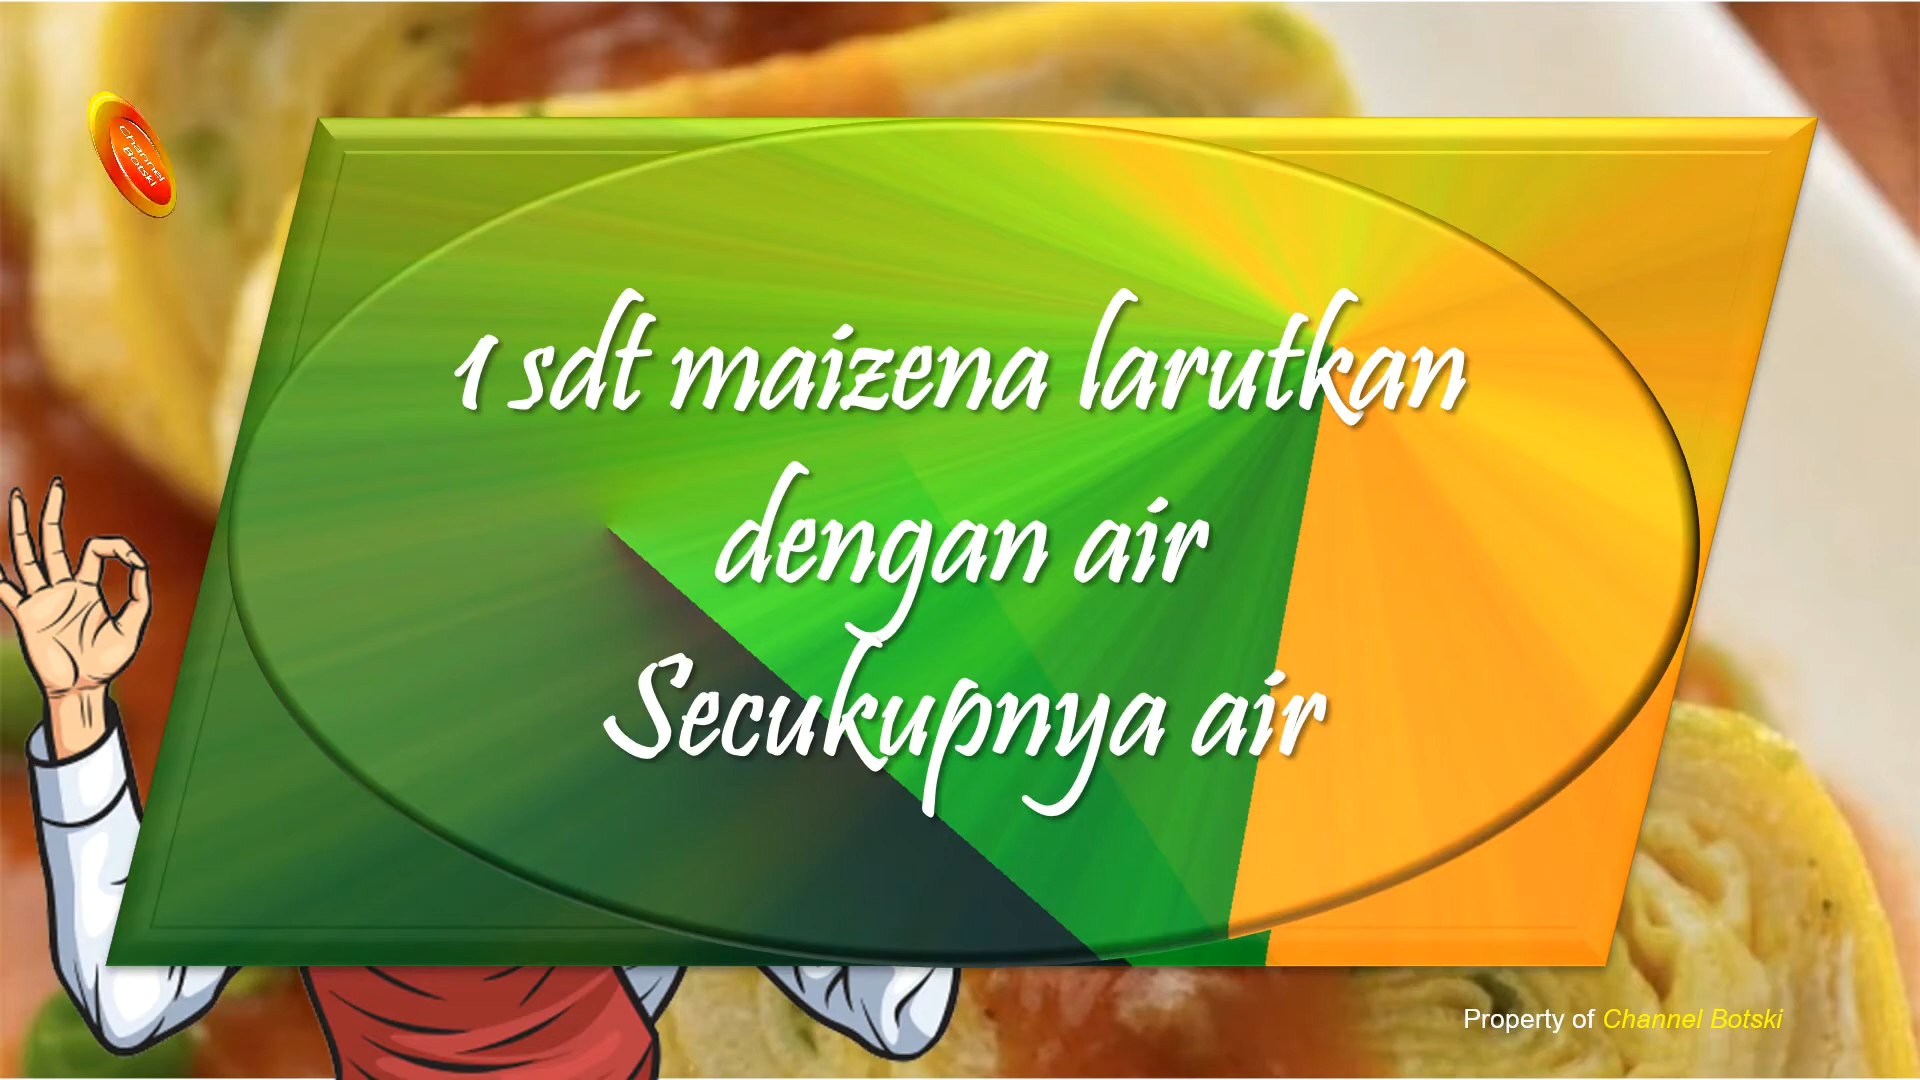 Channel
Botski
1 sdt maizena larutkan
dengan air
Secukupnya air
Property of Channel Botski